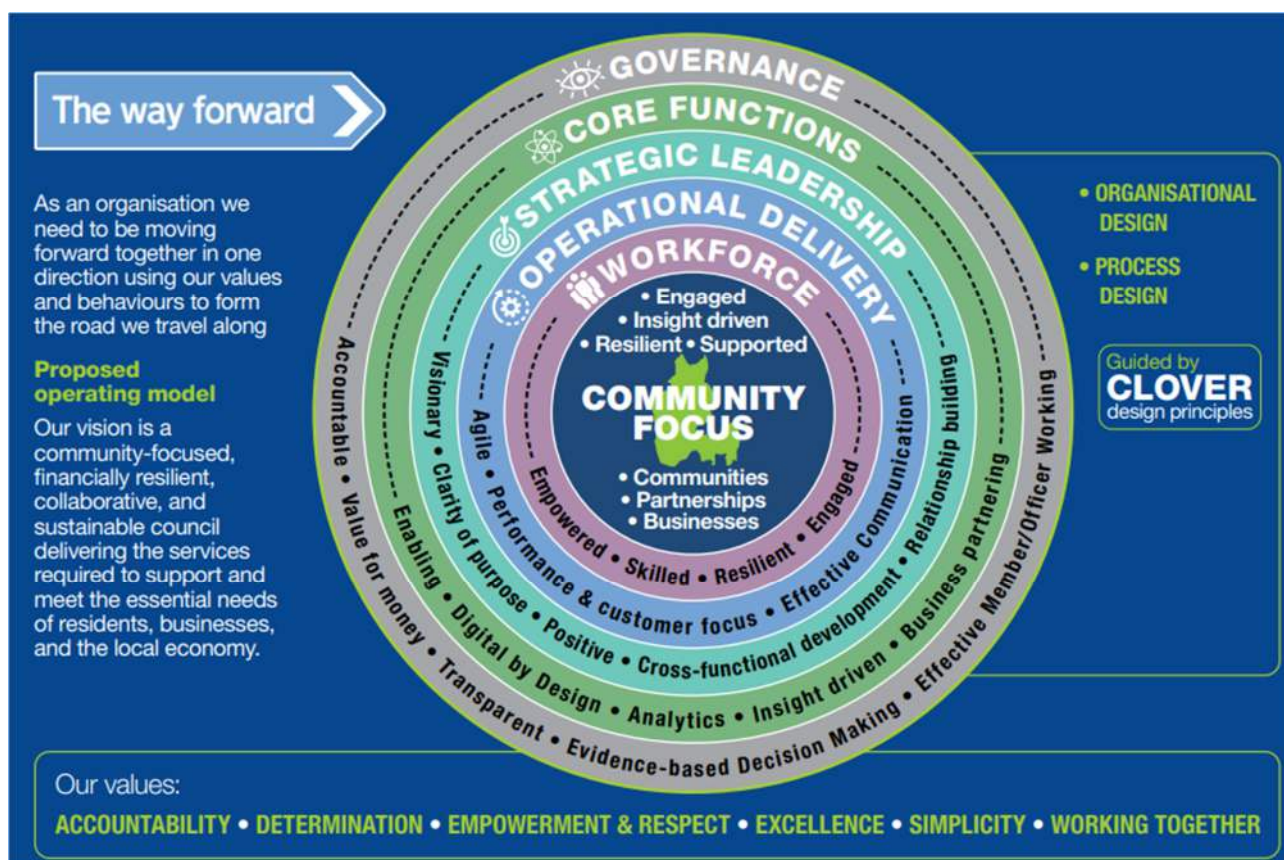 The way forward
As an organisation we
need to be moving
forward together in one
direction using our values
and behaviours to form
the road we travel along
Proposed
operating model
Our vision is a
community-focused,
financially resilient,
collaborative, and
sustainable council
delivering the services
required to support and
meet the essential needs
of residents, businesses,
and the local economy.
GOVERNANCE
Accountable • Value for money • Transparent • Evidence-based Decision Making • Effective Member/Officer Working
CORE FUNCTIONS
Enabling • Digital by Design • Analytics • Insight driven • Business partnering
STRATEGIC LEADERSHIP
Visionary • Clarity of purpose • Positive • Cross-functional development • Relationship building
OPERATIONAL DELIVERY
Agile • Performance & customer focus • Effective Communication
WORKFORCE
Empowered • Skilled • Resilient • Engaged
• Engaged
• Insight driven
• Resilient • Supported
COMMUNITY
FOCUS
• Communities
• Partnerships
• Businesses
• ORGANISATIONAL
DESIGN
• PROCESS
DESIGN
Guided by
CLOVER
design principles
Our values:
ACCOUNTABILITY • DETERMINATION • EMPOWERMENT & RESPECT • EXCELLENCE • SIMPLICITY • WORKING TOGETHER